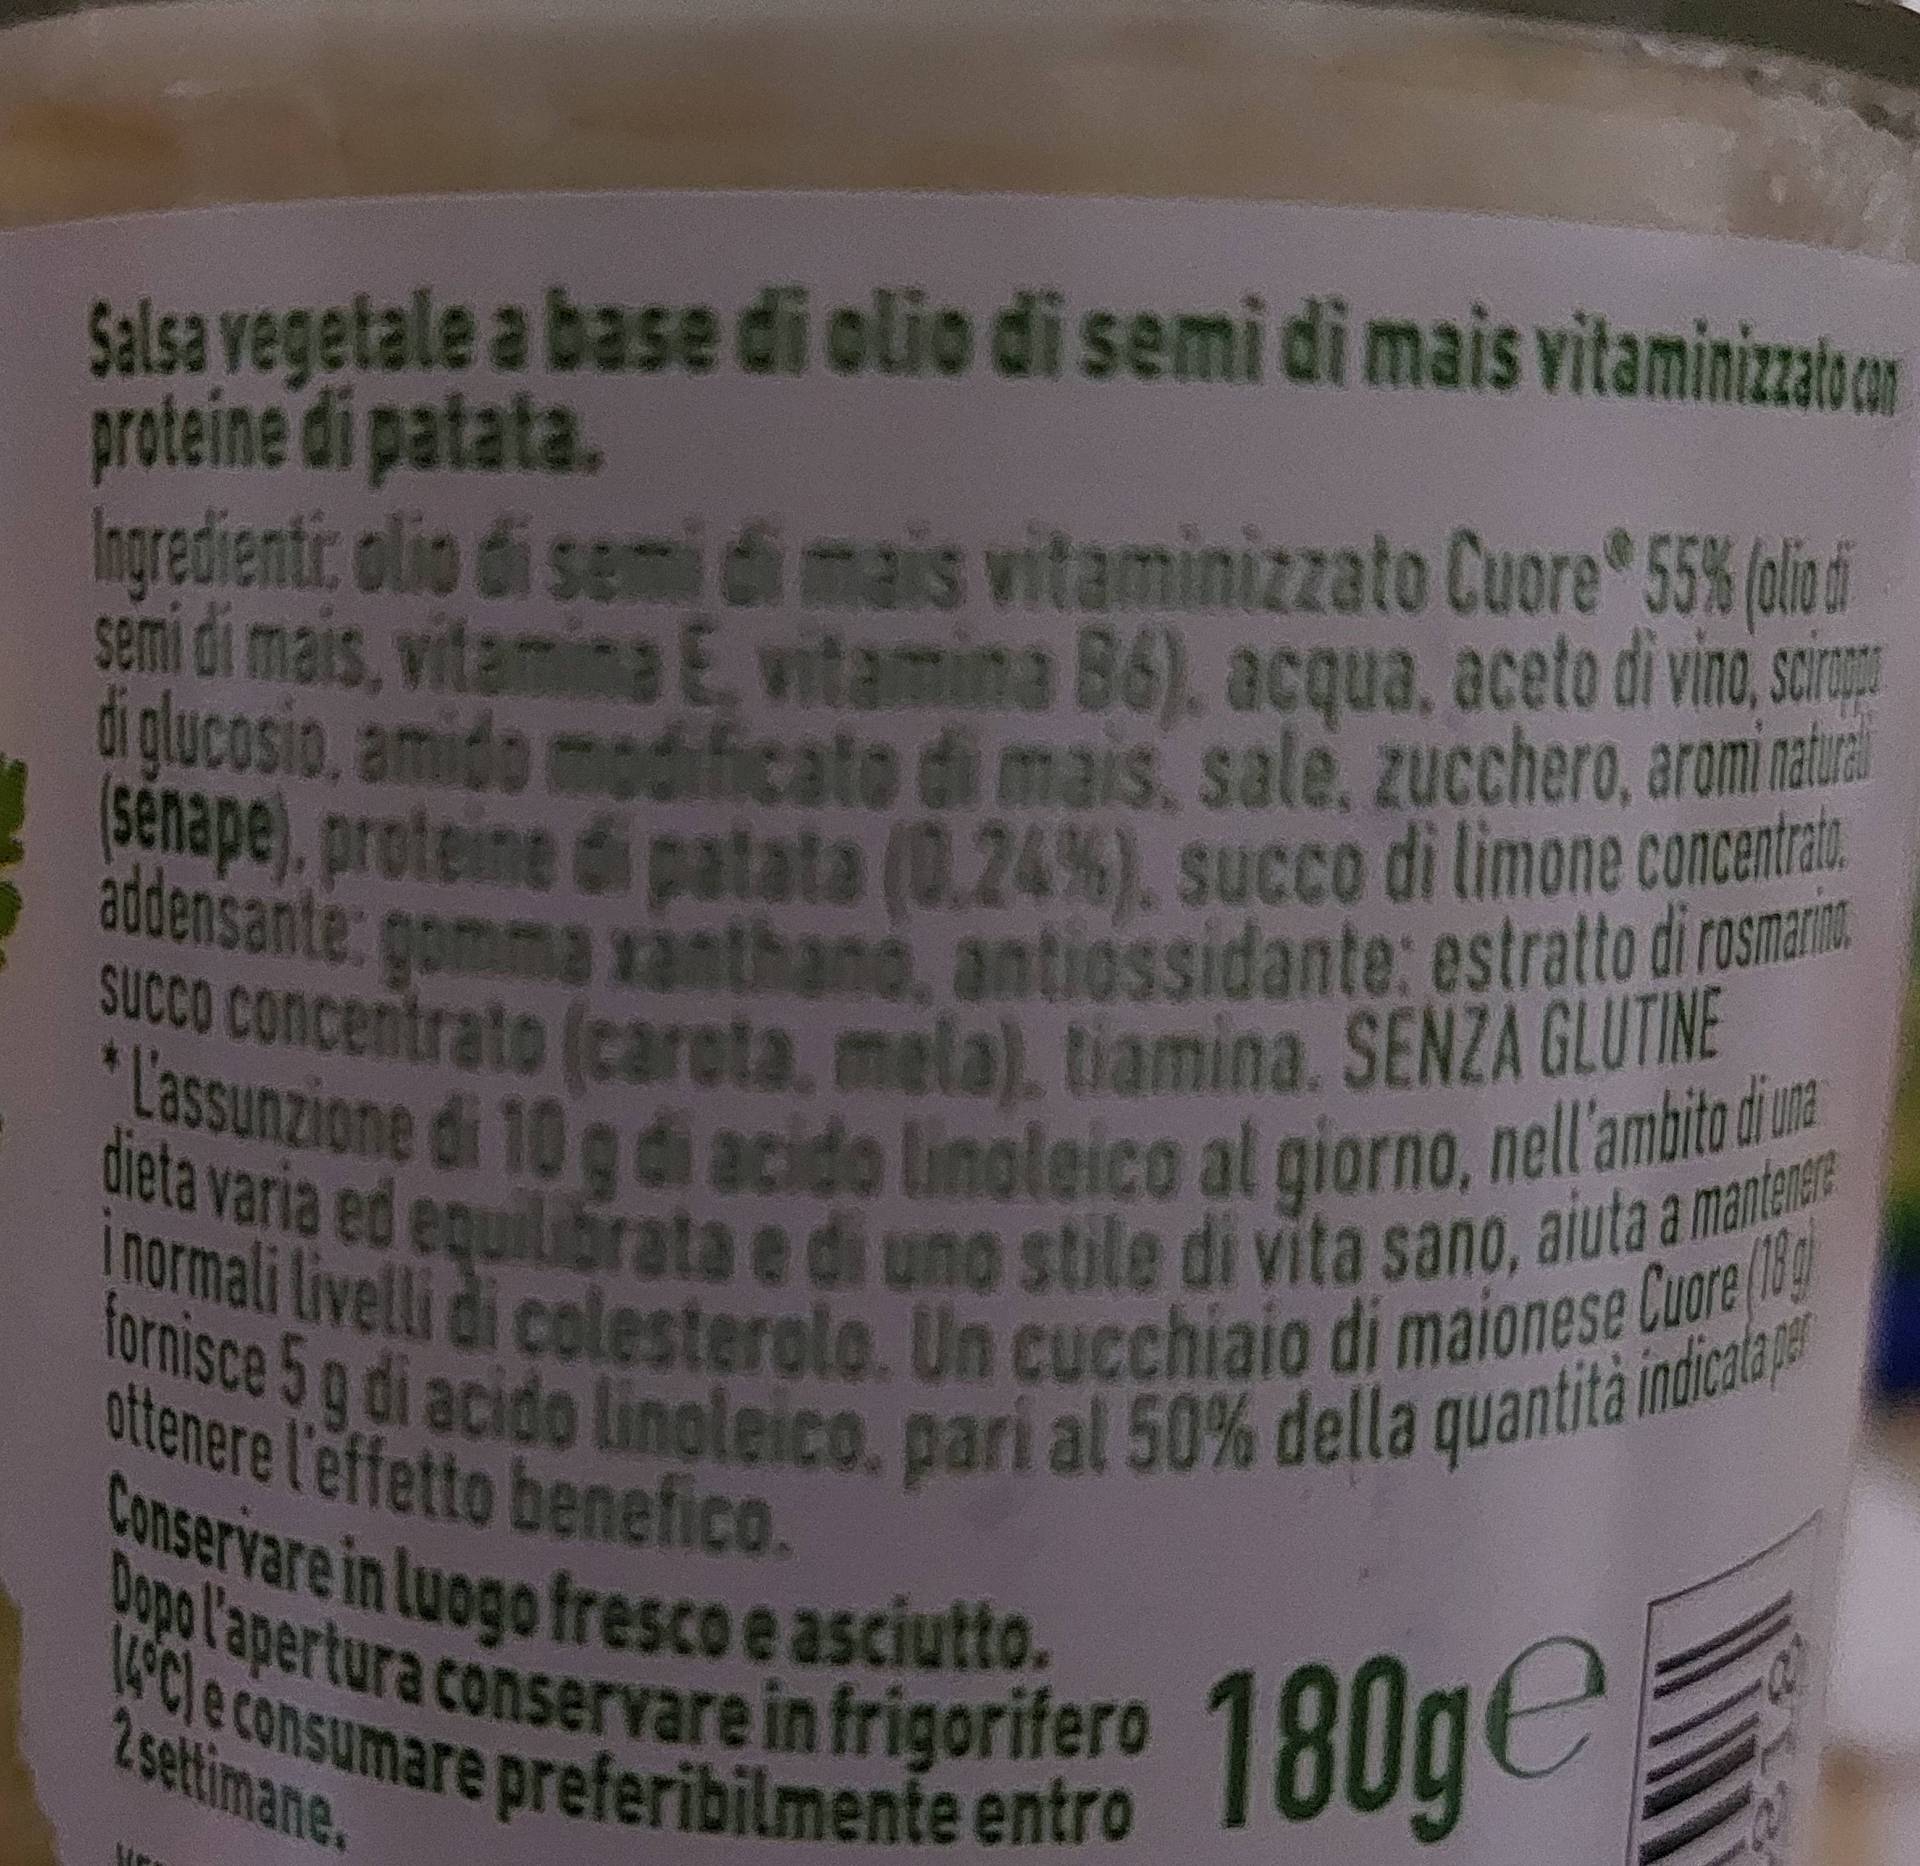 Salsa vegetale a base di olio di semi di mais vitaminizzato con
proteine di patata.
Ingredienti: olio di semi di mais vitaminizzato Cuore® 55% (olio di
semi di mais, vitamina E, vitamina B6), acqua, aceto di vino, sciroppo
di glucosio, amido modificato di mais, sale, zucchero, aromi naturali
(senape), proteine di patata (0,24%), succo di limone concentrato,
addensante: gomma xanthano, antiossidante: estratto di rosmarino,
succo concentrato (carota, mela), tiamina. SENZA GLUTINE
* L'assunzione di 10 g di acido linoleico al giorno, nell'ambito di una
dieta varia ed equilibrata e di uno stile di vita sano, aiuta a mantenere
i normali livelli di colesterolo. Un cucchiaio di maionese Cuore (18 g)
fornisce 5 g di acido linoleico, pari al 50% della quantità indicata per
ottenere l'effetto benefico.
Conservare in luogo fresco e asciutto.
Dopo l'apertura conservare in frigorifero
(4°C) e consumare preferibilmente entro
2 settimane.
180g e